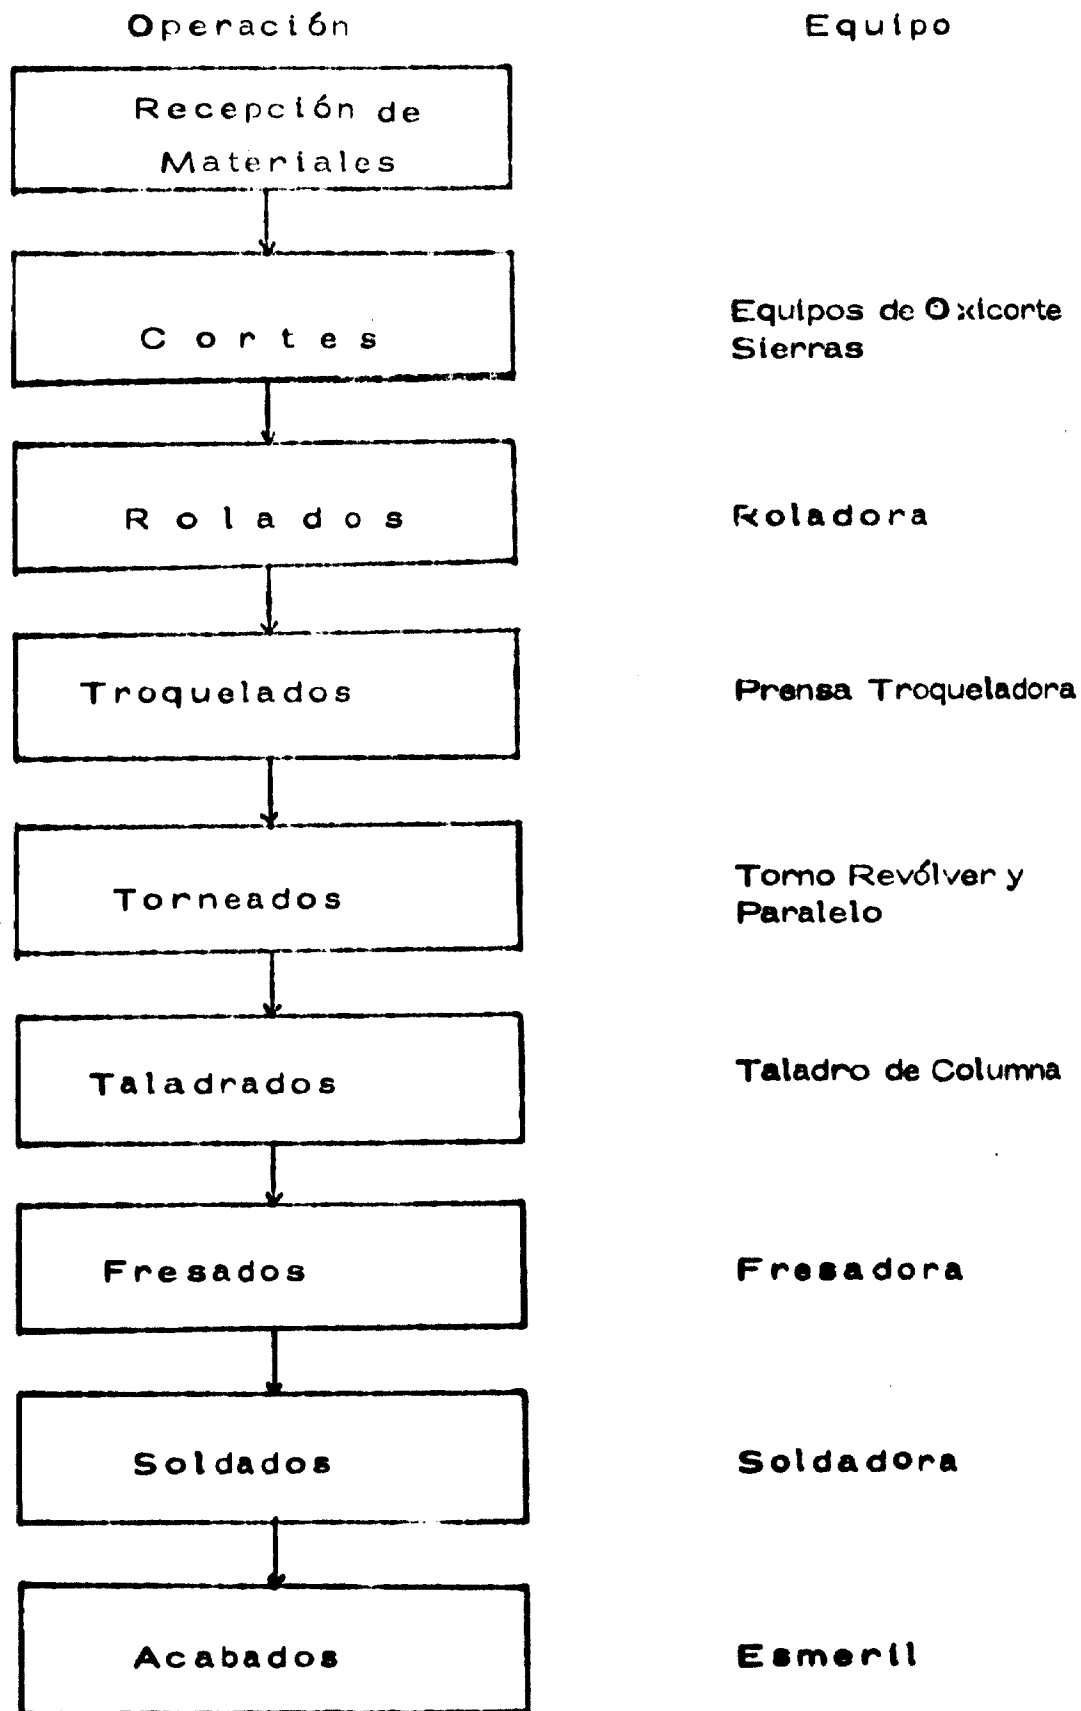 Operación Equipo
Recepción de
Materiales
Cortes
Equipos de Oxicorte
Sierras
Rolados Roladora
Troquelados Prensa Troqueladora
Torneados
Torno Revólver y
Paralelo
Taladrados Taladro de Columna
Fresados Fresadora
Soldados Soldadora
Acabados Esmeril